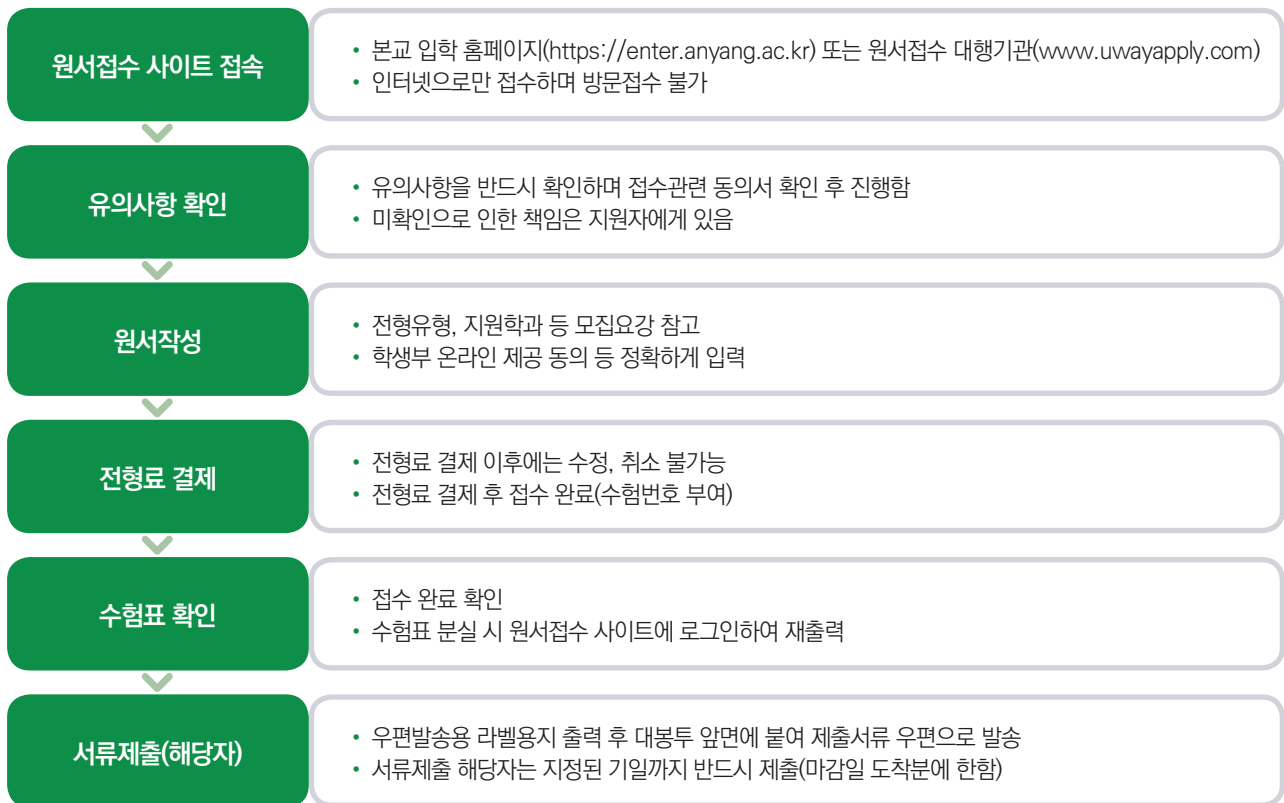 원서접수 사이트 접속
• 본교 입학 홈페이지(https://enter.anyang.ac.kr) 또는 원서접수 대행기관(www.uwayapply.com)
• 인터넷으로만 접수하며 방문접수 불가
유의사항 확인
• 유의사항을 반드시 확인하며 접수관련 동의서 확인 후 진행함
• 미확인으로 인한 책임은 지원자에게 있음
원서작성
• 전형유형, 지원학과 등 모집요강 참고
• 학생부 온라인 제공 동의 등 정확하게 입력
전형료 결제
• 전형료 결제 이후에는 수정, 취소 불가능
• 전형료 결제 후 접수 완료(수험번호 부여)
수험표 확인
• 접수 완료 확인
• 수험표 분실 시 원서접수 사이트에 로그인하여 재출력
서류제출(해당자)
• 우편발송용 라벨용지 출력 후 대봉투 앞면에 붙여 제출서류 우편으로 발송
• 서류제출 해당자는 지정된 기일까지 반드시 제출(마감일 도착분에 한함)